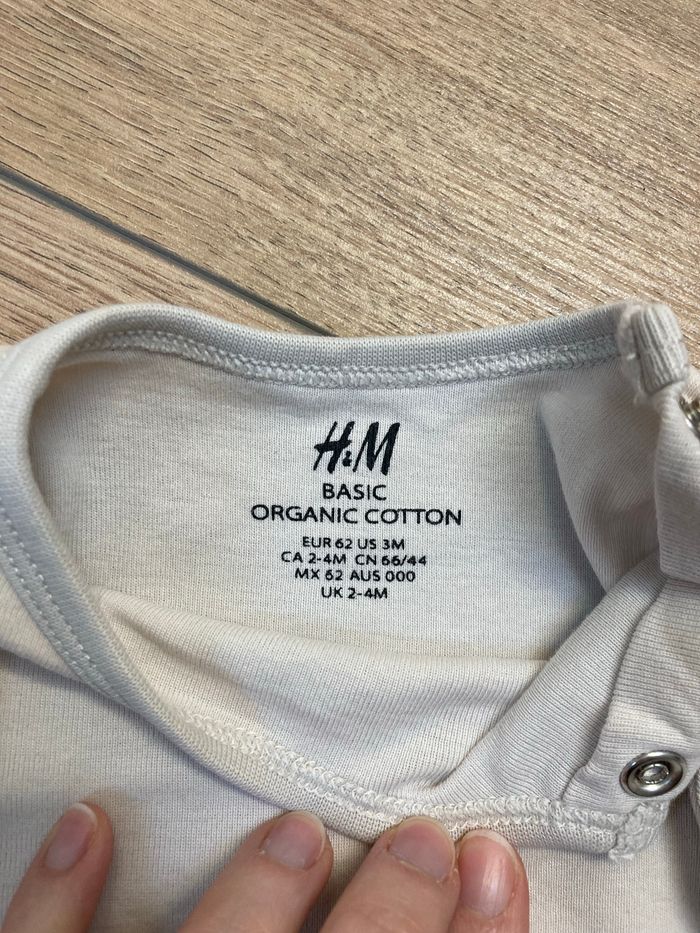 H&M
BASIC
ORGANIC COTTON
EUR 62 US 3M
CA 2-4M CN 66/44
MX 62 AUS 000
UK 2-4M